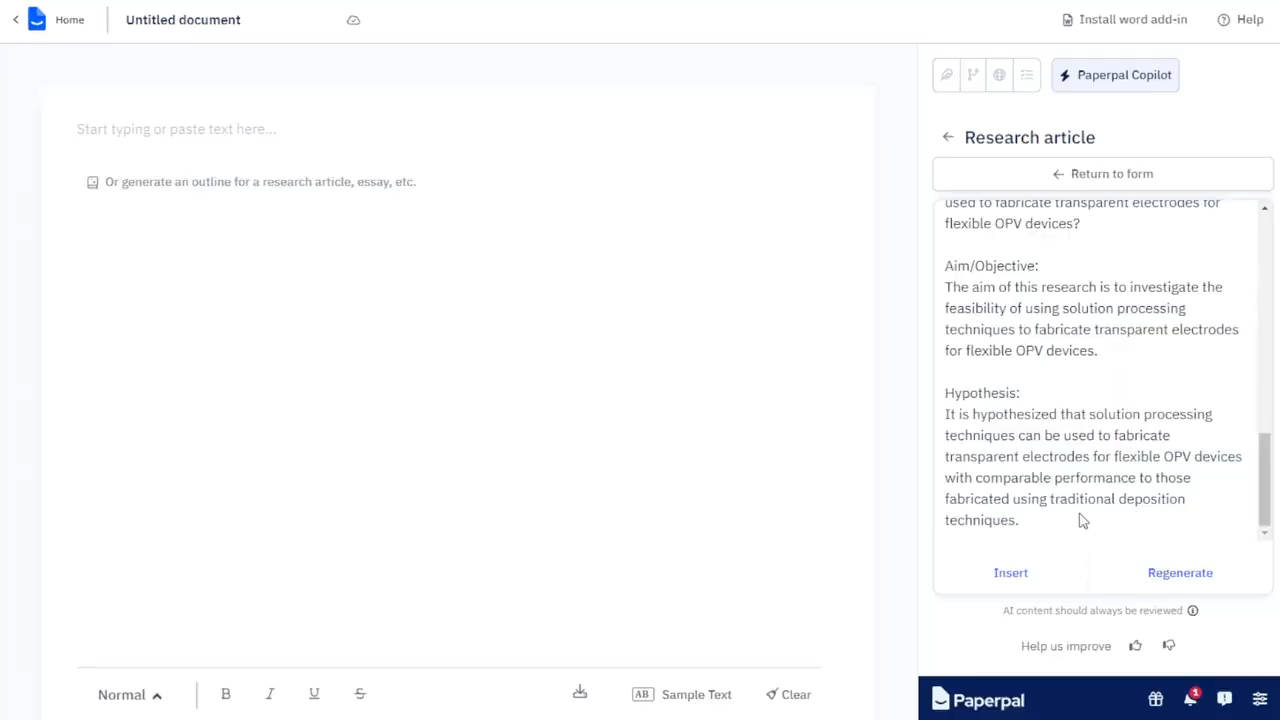 Home
Untitled document
Install word add-in
Help
Start typing or paste text here...
Or generate an outline for a research article, essay, etc.
Paperpal Copilot
Research article
Return to form
used to fabricate transparent electrodes for
flexible OPV devices?
Aim/Objective:
The aim of this research is to investigate the
feasibility of using solution processing
techniques to fabricate transparent electrodes
for flexible OPV devices.
Hypothesis:
It is hypothesized that solution processing
techniques can be used to fabricate
transparent electrodes for flexible OPV devices
with comparable performance to those
fabricated using traditional deposition
techniques.
Insert
Regenerate
AI content should always be reviewed
Help us improve
Normal
B
I
U
S
AB
Sample Text
Clear
Paperpal
1